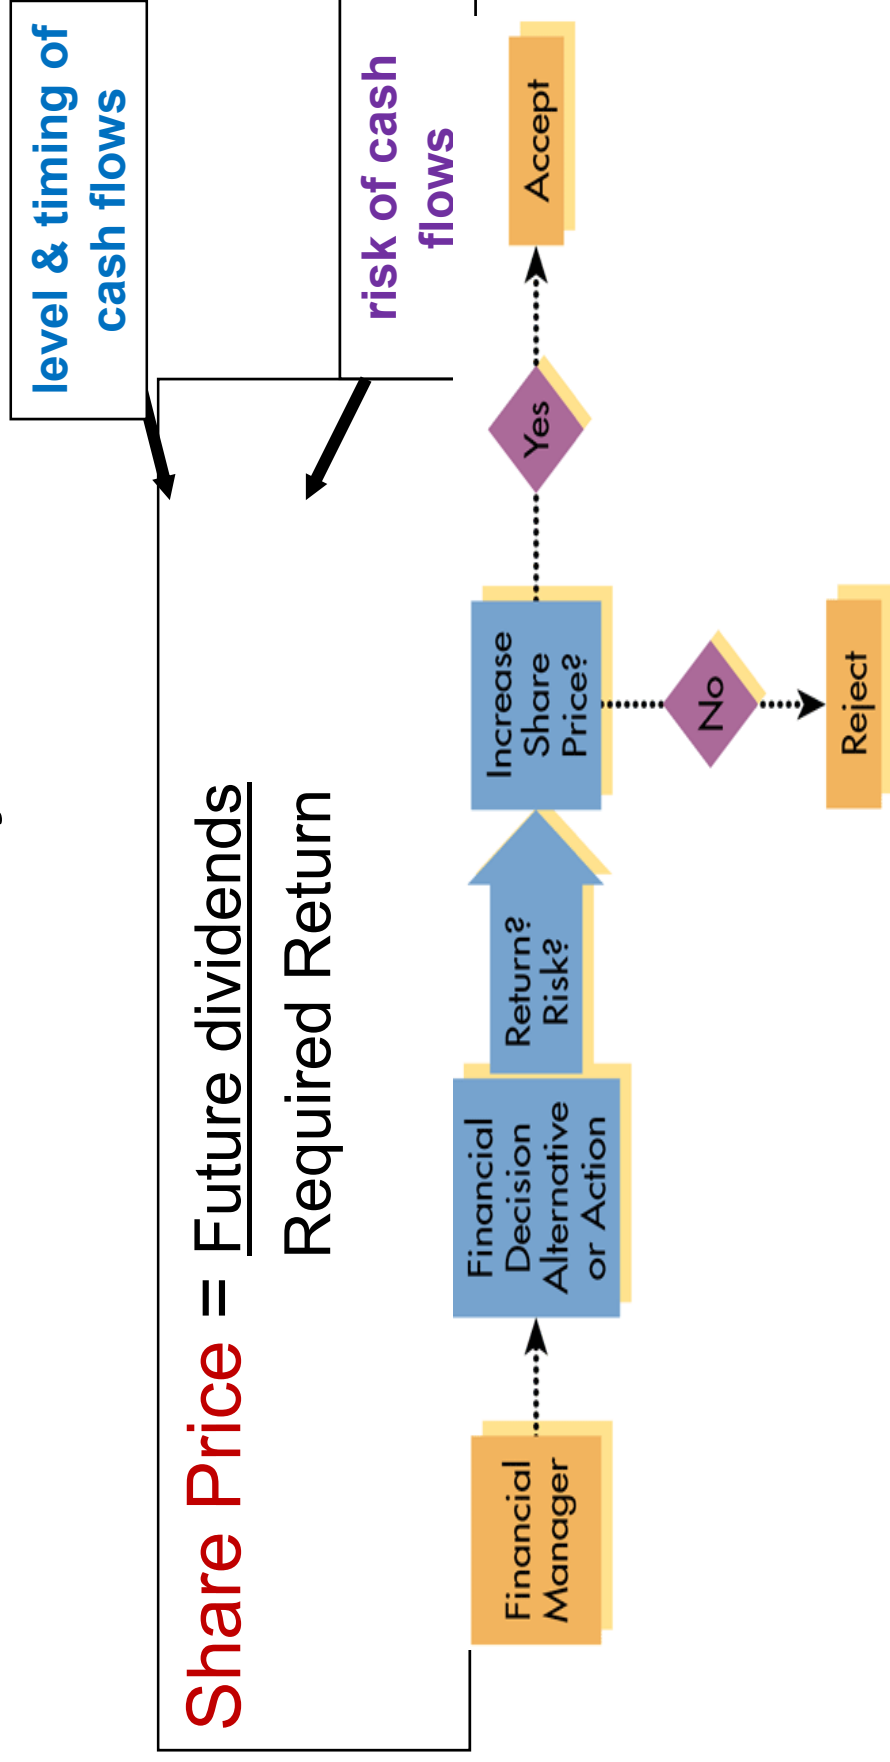 level & timing of
cash flows
Share Price = Future dividends
Required Return
risk of cash
flows
Financial
Manager
Financial
Decision
Alternative
or Action
Return?
Risk?
Increase
Share
Price?
Yes
Accept
No
Reject